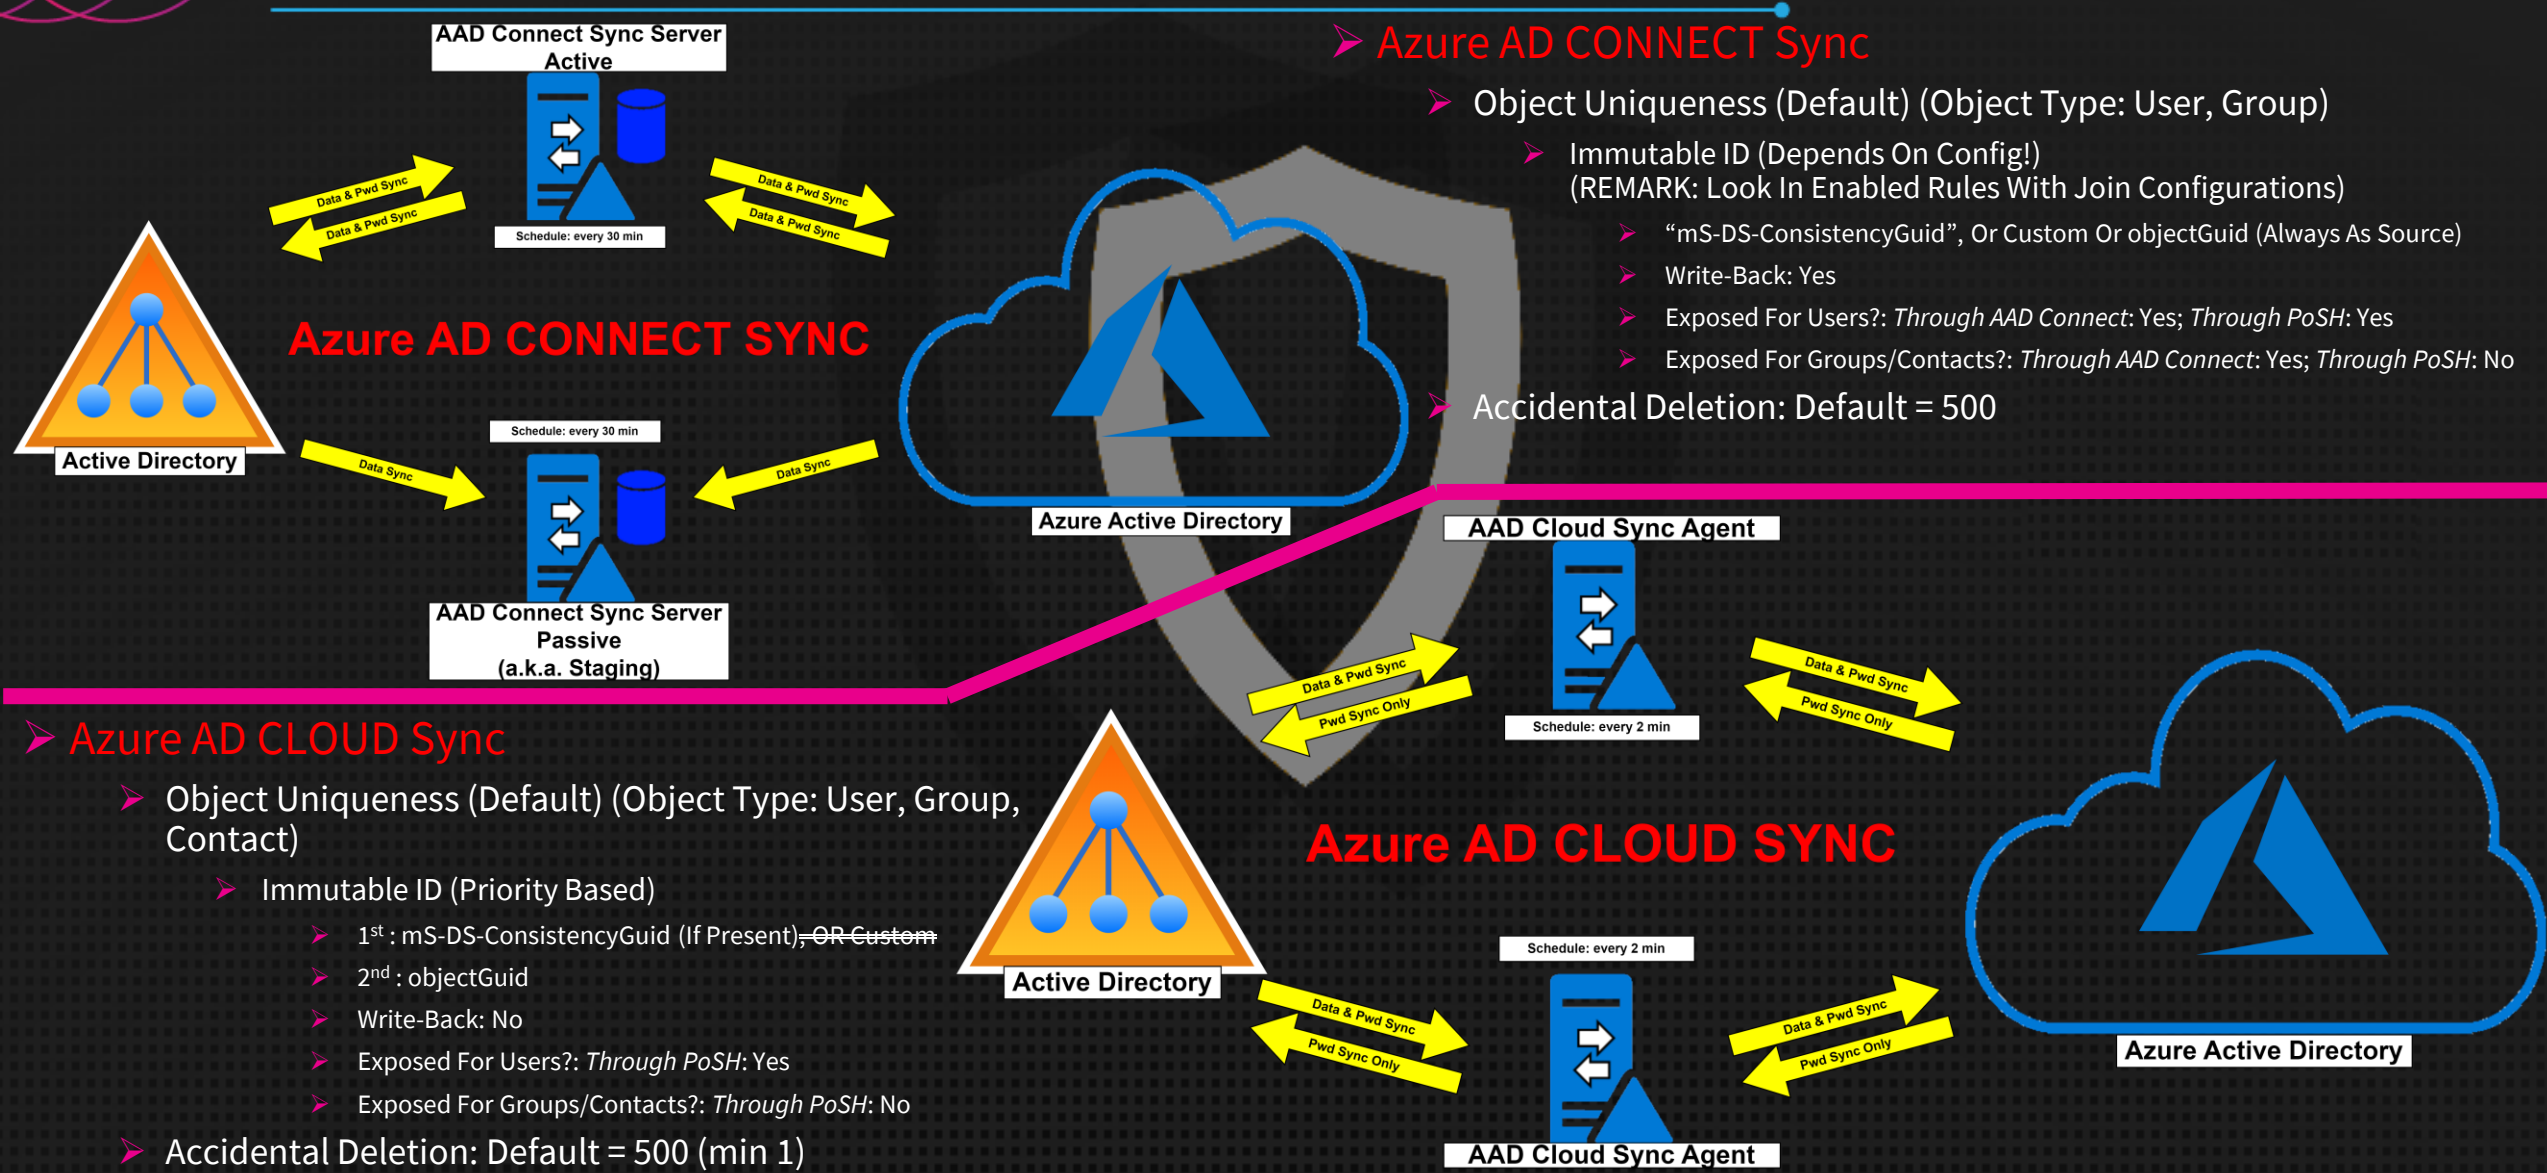 AAD Connect Sync Server
Active
Data & Pwd Sync
Data & Pwd Sync
Data & Pwd Sync
Data & Pwd Sync
Schedule: every 30 min
Azure AD CONNECT SYNC
Active Directory
Schedule: every 30 min
Data Sync
Data Sync
AAD Connect Sync Server
Passive
(a.k.a. Staging)
Azure Active Directory
Azure AD CONNECT Sync
Object Uniqueness (Default) (Object Type: User, Group)
Immutable ID (Depends On Config!)
(REMARK: Look In Enabled Rules With Join Configurations)
“mS-DS-ConsistencyGuid”, Or Custom Or objectGuid (Always As Source)
Write-Back: Yes
Exposed For Users?: Through AAD Connect: Yes; Through PoSH: Yes
Exposed For Groups/Contacts?: Through AAD Connect: Yes; Through PoSH: No
Accidental Deletion: Default = 500
Azure AD CLOUD Sync
Object Uniqueness (Default) (Object Type: User, Group,
Contact)
Immutable ID (Priority Based)
1st : mS-DS-ConsistencyGuid (If Present), OR Custom
2nd : objectGuid
Write-Back: No
Exposed For Users?: Through PoSH: Yes
Exposed For Groups/Contacts?: Through PoSH: No
Accidental Deletion: Default = 500 (min 1)
AAD Cloud Sync Agent
Data & Pwd Sync
Pwd Sync Only
Data & Pwd Sync
Pwd Sync Only
Schedule: every 2 min
Azure AD CLOUD SYNC
Active Directory
Schedule: every 2 min
Data & Pwd Sync
Pwd Sync Only
Data & Pwd Sync
Pwd Sync Only
Azure Active Directory
AAD Cloud Sync Agent